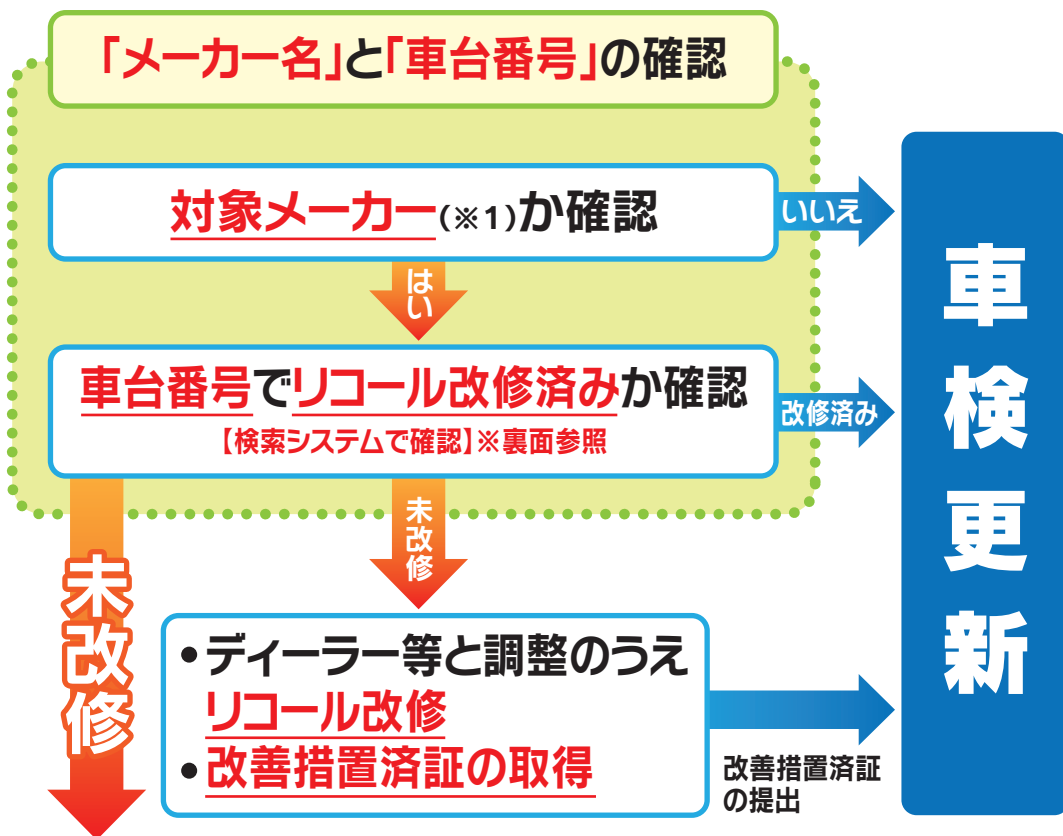 「メーカー名」と「車台番号」の確認
対象メーカー(※1)か確認
いいえ
はい
車台番号でリコール改修済みか確認
【検索システムで確認】※裏面参照
改修済み
未改修
未改修
•ディーラー等と調整のうえ
リコール改修
•改善措置済証の取得
改善措置済証
の提出
車検更新